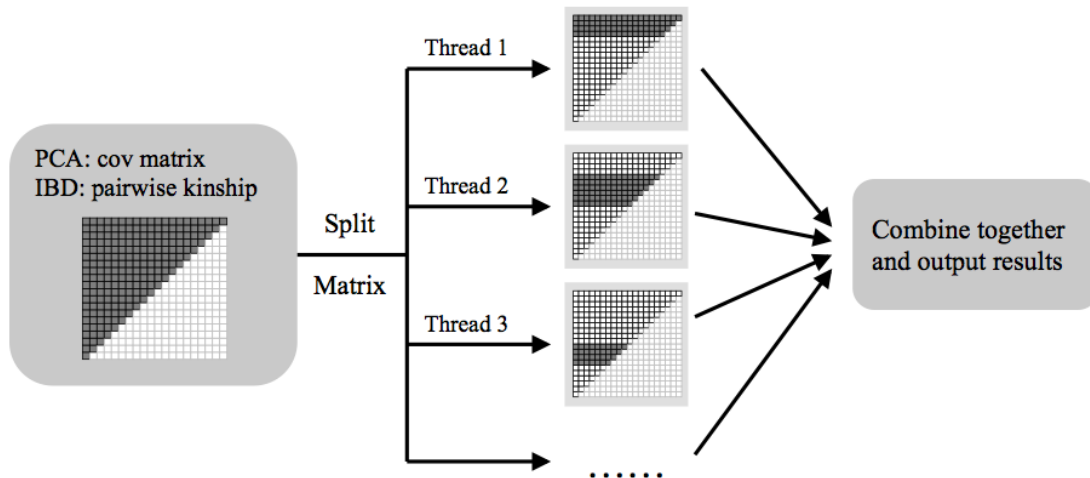 PCA: cov matrix
IBD: pairwise kinship
Split
Matrix
Thread 1
Thread 2
Thread 3
......
Combine together
and output results